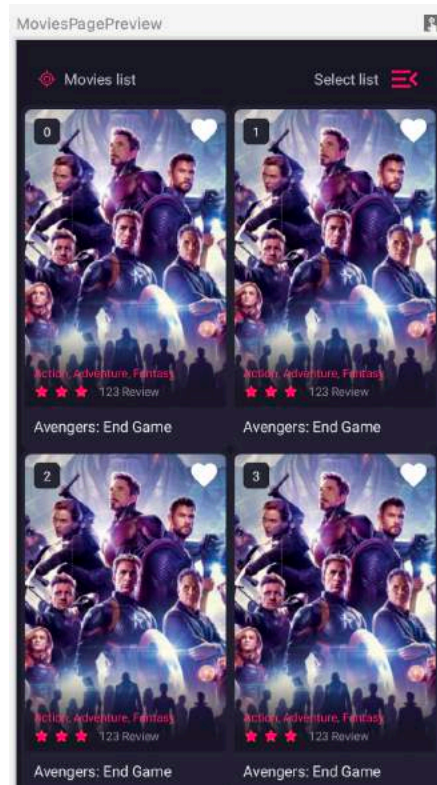 MoviesPagePreview
Movies list
Select list
0
1
Action, Adventure, Fantasy
123 Review
Action, Adventure, Fantasy
123 Review
Avengers: End Game
Avengers: End Game
2
3
Action, Adventure, Fantasy
123 Review
Action, Adventure, Fantasy
123 Review
Avengers: End Game
Avengers: End Game